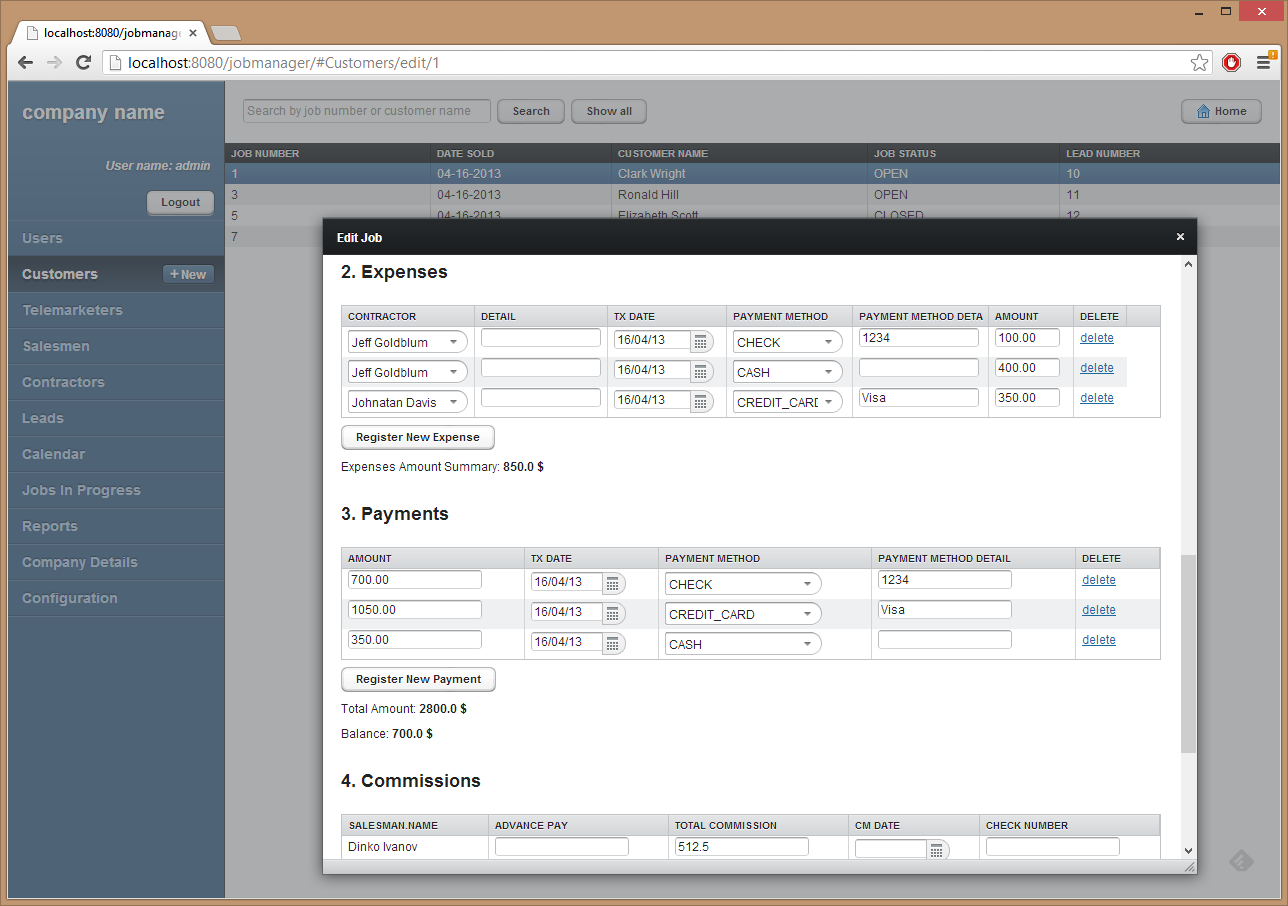 localhost:8080/jobmanage
localhost:8080/jobmanager/#Customers/edit/1
company name
User name: admin
Logout
Users
Customers
+ New
Telemarketers
Salesmen
Contractors
Leads
Calendar
Jobs In Progress
Reports
Company Details
Configuration
Search by job number or customer name Search Show all Home
JOB NUMBER DATE SOLD CUSTOMER NAME JOB STATUS LEAD NUMBER
1 04-16-2013 Clark Wright OPEN 10
3 04-16-2013 Ronald Hill OPEN 11
5 04-16-2013 Elizabeth Scott CLOSED 12
7
Edit Job
2. Expenses
CONTRACTOR DETAIL TX DATE PAYMENT METHOD PAYMENT METHOD DETA AMOUNT DELETE
Jeff Goldblum 16/04/13 CHECK 1234 100.00 delete
Jeff Goldblum 16/04/13 CASH 400.00 delete
Johnatan Davis 16/04/13 CREDIT_CARD Visa 350.00 delete
Register New Expense
Expenses Amount Summary: 850.0 $
3. Payments
AMOUNT TX DATE PAYMENT METHOD PAYMENT METHOD DETAIL DELETE
700.00 16/04/13 CHECK 1234 delete
1050.00 16/04/13 CREDIT_CARD Visa delete
350.00 16/04/13 CASH delete
Register New Payment
Total Amount: 2800.0 $
Balance: 700.0 $
4. Commissions
SALESMAN.NAME ADVANCE PAY TOTAL COMMISSION CM DATE CHECK NUMBER
Dinko Ivanov 512.5